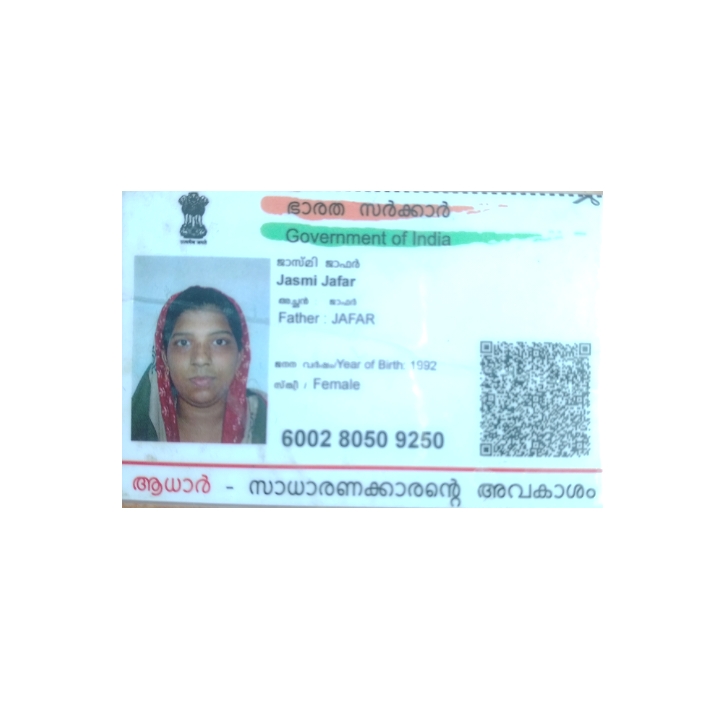 ഭാരത സർക്കാർ
Government of India
ജാസ്മി ജാഫർ
Jasmi Jafar
അച്ഛൻ ജാഫർ
Father : JAFAR
ജനന വർഷം/Year of Birth: 1992
സ്ത്രീ / Female
6002 8050 9250
ആധാർ - സാധാരണക്കാരന്റെ അവകാശം